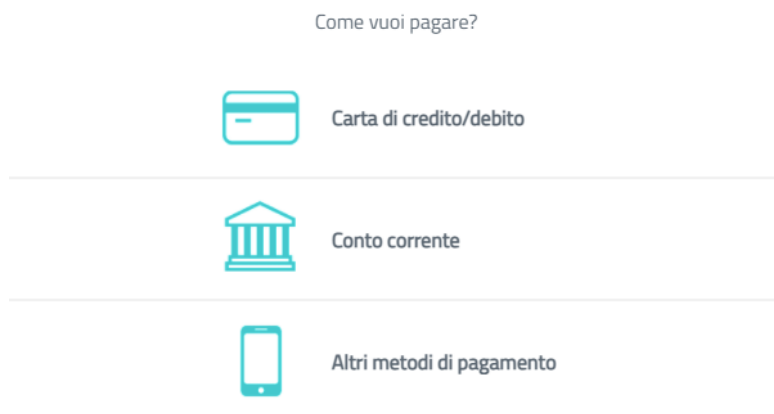 Come vuoi pagare?
Carta di credito/debito
Conto corrente
Altri metodi di pagamento